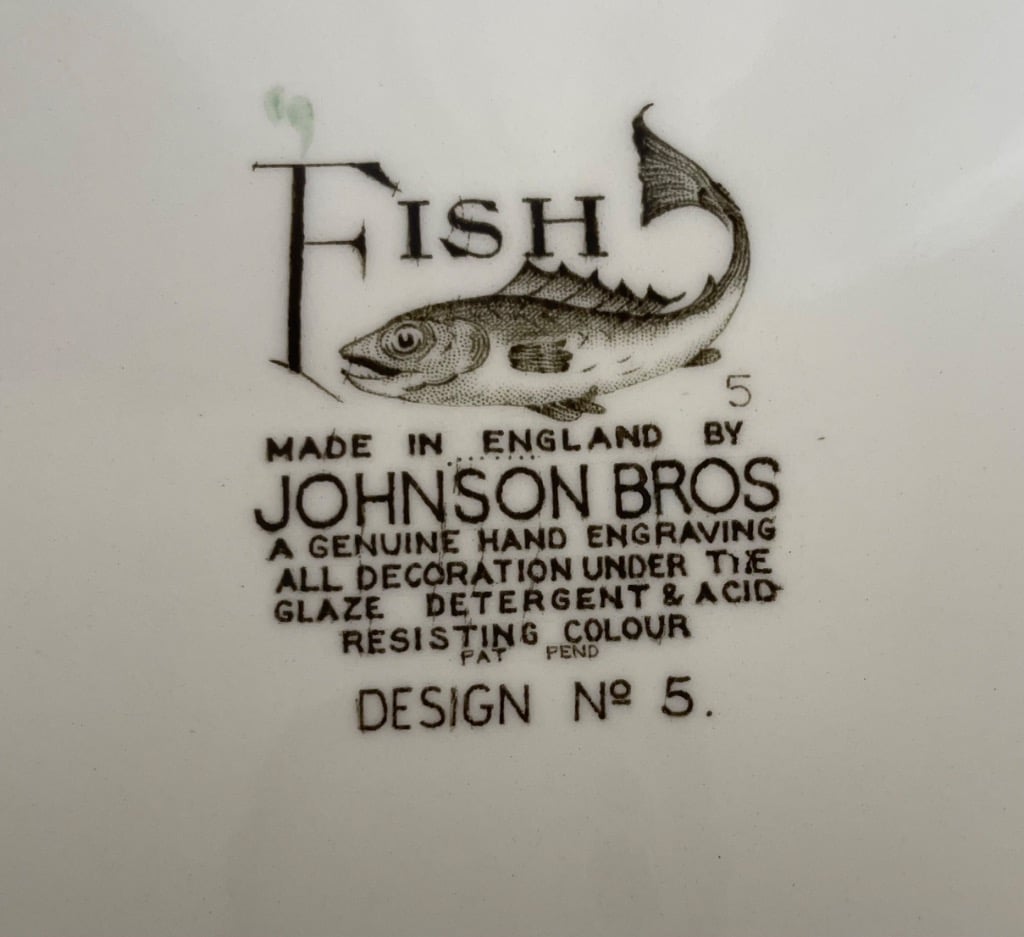 FISH
5
MADE IN ENGLAND BY
JOHNSON BROS
A GENUINE HAND ENGRAVING
ALL DECORATION UNDER THE
GLAZE DETERGENT & ACID
RESISTING COLOUR
PAT PEND
DESIGN Nº 5.